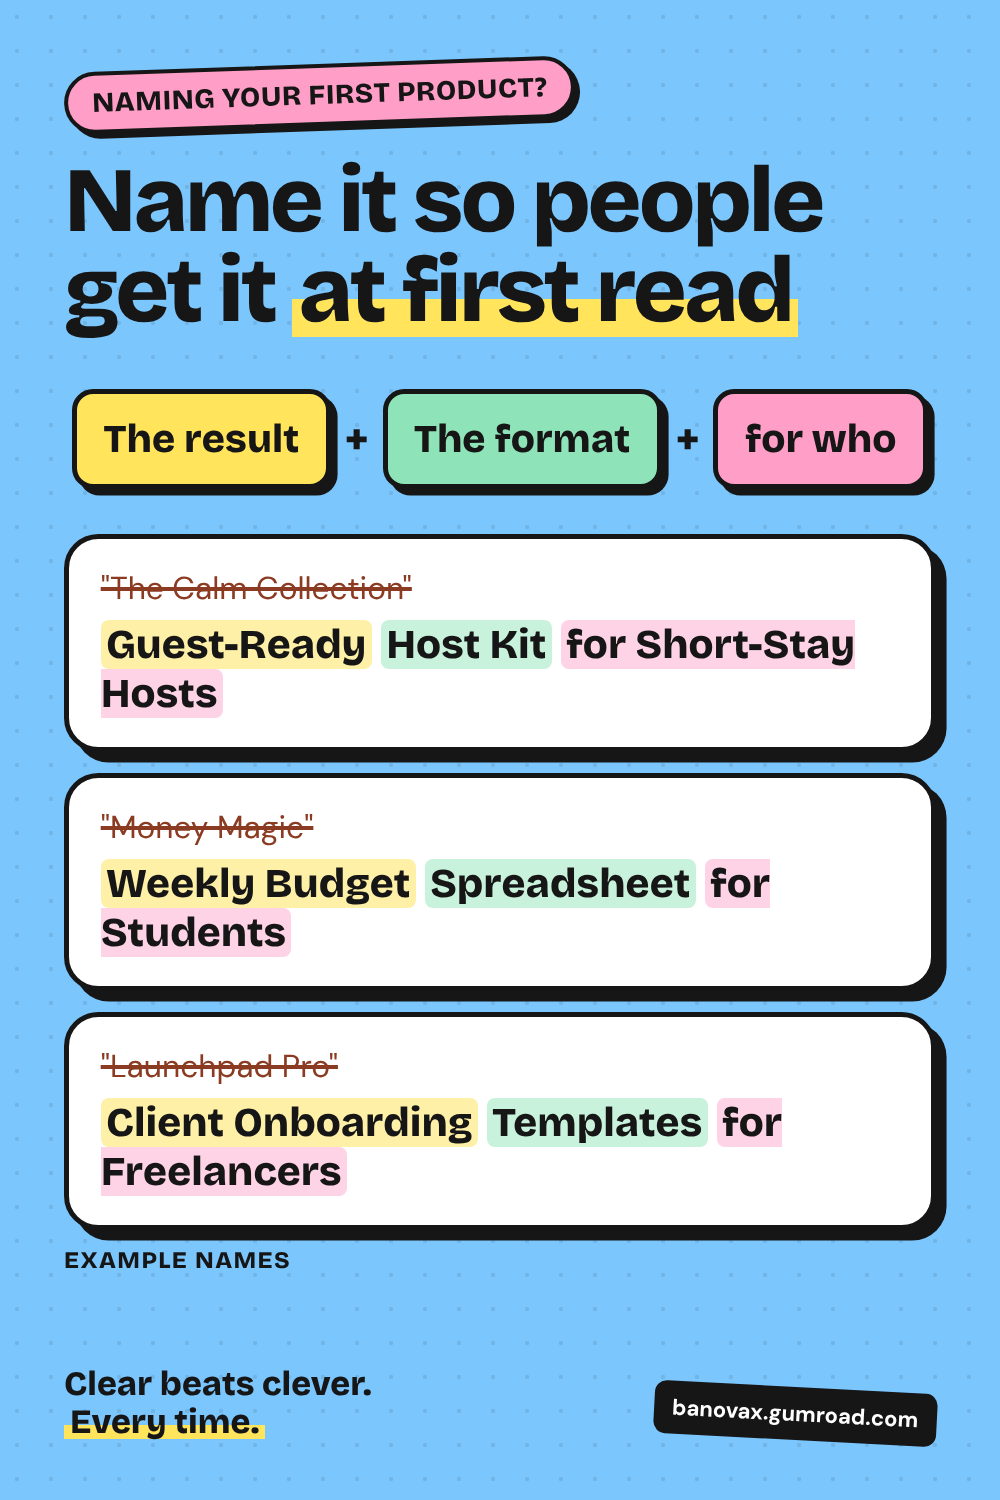 NAMING YOUR FIRST PRODUCT?
Name it so people
get it at first read
The result + The format + for who
"The Calm Collection"
Guest-Ready Host Kit for Short-Stay
Hosts
"Money Magic"
Weekly Budget Spreadsheet for
Students
"Launchpad Pro"
Client Onboarding Templates for
Freelancers
EXAMPLE NAMES
Clear beats clever.
Every time.
banovax.gumroad.com